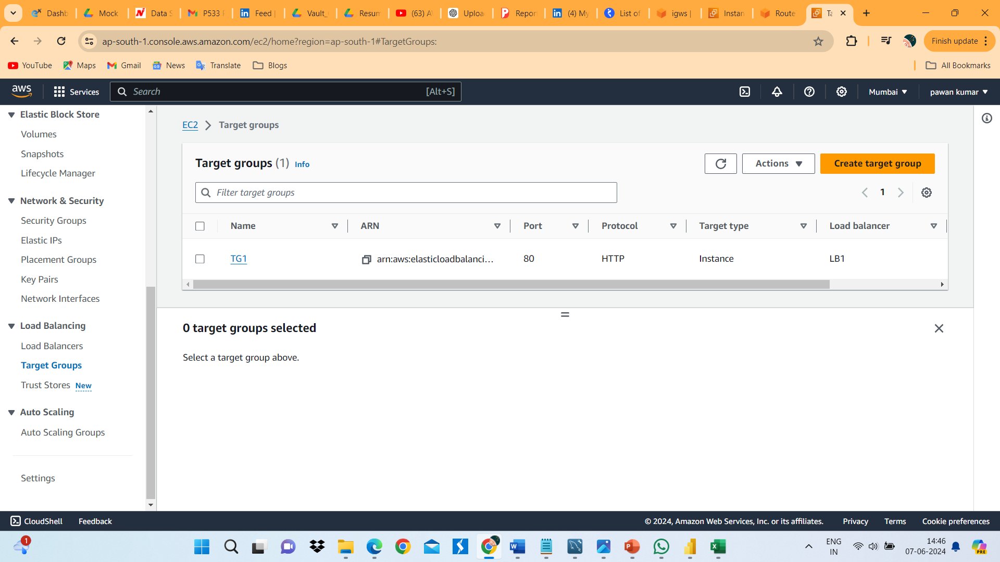 Dashb
Mock
Data S
P533 F
Feed |
Vault_
Resum
(63) A
Uploa
Repor
(4) My
List of
igws |
Instan
Route
Ta
ap-south-1.console.aws.amazon.com/ec2/home?region=ap-south-1#TargetGroups:
Finish update
YouTube
Maps
Gmail
News
Translate
Blogs
All Bookmarks
aws
Services
Search
[Alt+S]
Mumbai
pawan kumar
Elastic Block Store
Volumes
Snapshots
Lifecycle Manager
Network & Security
Security Groups
Elastic IPs
Placement Groups
Key Pairs
Network Interfaces
Load Balancing
Load Balancers
Target Groups
Trust Stores New
Auto Scaling
Auto Scaling Groups
Settings
EC2 > Target groups
Target groups (1) Info
Actions
Create target group
Filter target groups
1
Name ARN Port Protocol Target type Load balancer
TG1 arn:aws:elasticloadbalanci... 80 HTTP Instance LB1
0 target groups selected
Select a target group above.
CloudShell
Feedback
© 2024, Amazon Web Services, Inc. or its affiliates.
Privacy
Terms
Cookie preferences
1
ENG
IN
14:46
07-06-2024
PRE